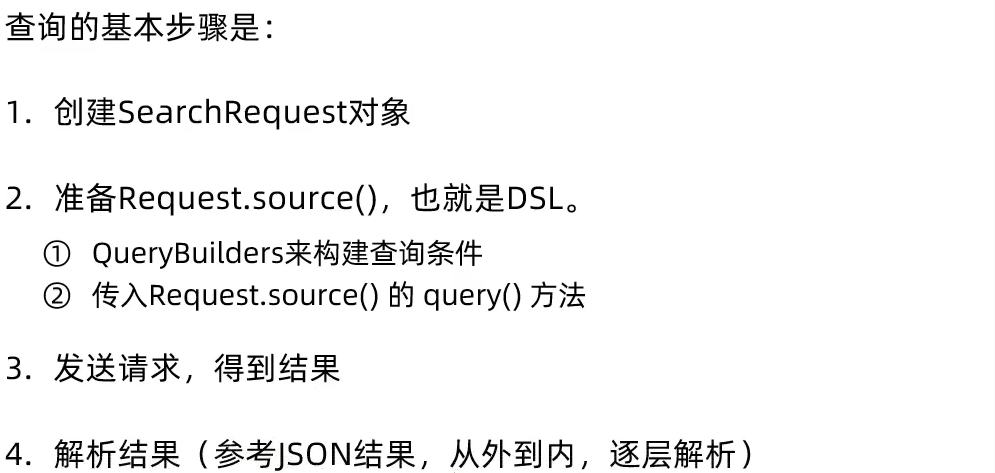 查询的基本步骤是：
1. 创建SearchRequest对象
2. 准备Request.source()，也就是DSL。
① QueryBuilders来构建查询条件
② 传入Request.source() 的 query() 方法
3. 发送请求，得到结果
4. 解析结果（参考JSON结果，从外到内，逐层解析）